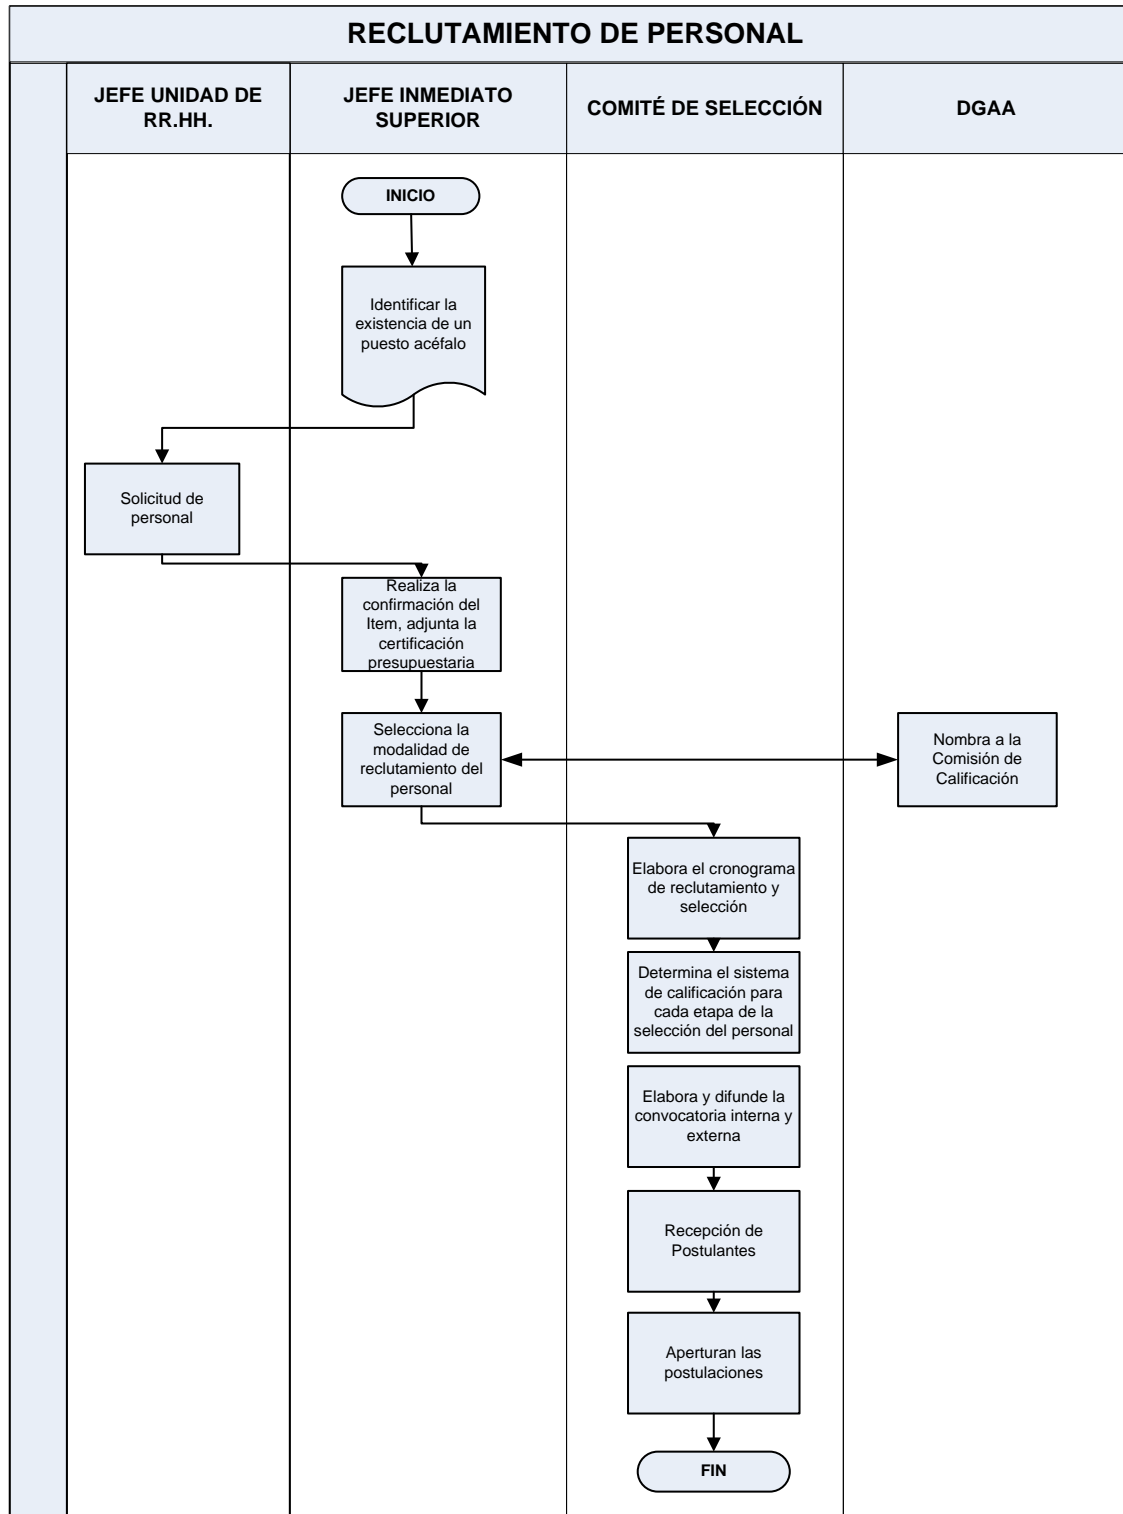 RECLUTAMIENTO DE PERSONAL
JEFE UNIDAD DE
RR.HH.
JEFE INMEDIATO
SUPERIOR
COMITÉ DE SELECCIÓN
DGAA
INICIO
Identificar la
existencia de un
puesto acéfalo
Solicitud de
personal
Realiza la
confirmación del
Item, adjunta la
certificación
presupuestaria
Selecciona la
modalidad de
reclutamiento del
personal
Nombra a la
Comisión de
Calificación
Elabora el cronograma
de reclutamiento y
selección
Determina el sistema
de calificación para
cada etapa de la
selección del personal
Elabora y difunde la
convocatoria interna y
externa
Recepción de
Postulantes
Aperturan las
postulaciones
FIN